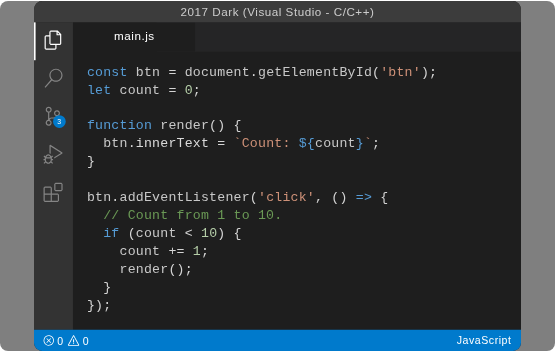 2017 Dark (Visual Studio - C/C++)
main.js
const btn = document.getElementById('btn');
let count = 0;
function render() {
  btn.innerText = `Count: ${count}`;
}
btn.addEventListener('click', () => {
  // Count from 1 to 10.
  if (count < 10) {
    count += 1;
    render();
  }
});
3
0 0
JavaScript